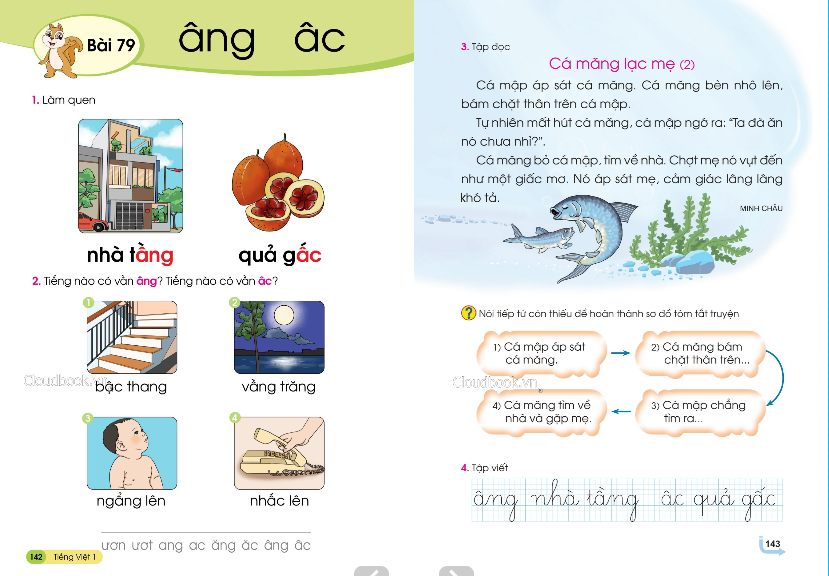 Bài 79
âng âc
1. Làm quen
nhà tầng
quả gấc
2. Tiếng nào có vần âng? Tiếng nào có vần âc?
1
2
bậc thang
vầng trăng
3
4
ngẩng lên
nhấc lên
ươn ươt ang ac ăng ăc âng âc
142 Tiếng Việt 1
Cloudbook.vn
3. Tập đọc
Cá măng lạc mẹ (2)
Cá mập áp sát cá măng. Cá măng bèn nhô lên,
bám chặt thân trên cá mập.
Tự nhiên mất hút cá măng, cá mập ngớ ra: “Ta đã ăn
nó chưa nhỉ?”.
Cá măng bỏ cá mập, tìm về nhà. Chợt mẹ nó vụt đến
như một giấc mơ. Nó áp sát mẹ, cảm giác lâng lâng
khó tả.
MINH CHÂU
? Nói tiếp từ còn thiếu để hoàn thành sơ đồ tóm tắt truyện
1) Cá mập áp sát
cá măng.
2) Cá măng bám
chặt thân trên...
4) Cá măng tìm về
nhà và gặp mẹ.
3) Cá mập chẳng
tìm ra...
Cloudbook.vn
4. Tập viết
âng nhà tầng âc quả gấc
143